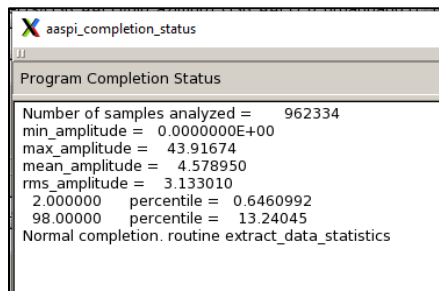 aaspi_completion_status
Program Completion Status
Number of samples analyzed = 962334
min_amplitude = 0.0000000E+00
max_amplitude = 43.91674
mean_amplitude = 4.578950
rms_amplitude = 3.133010
2.000000 percentile = 0.6460992
98.00000 percentile = 13.24045
Normal completion. routine extract_data_statistics